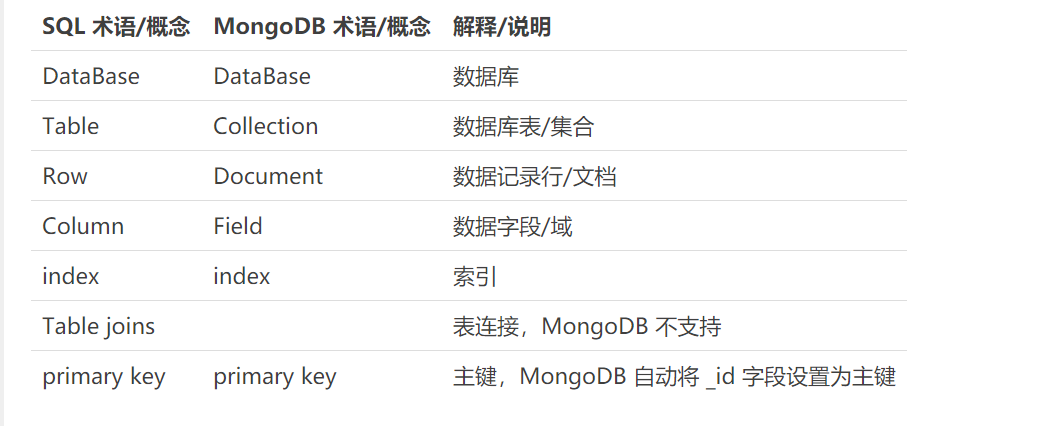 SQL 术语/概念 MongoDB 术语/概念 解释/说明
DataBase DataBase 数据库
Table Collection 数据库表/集合
Row Document 数据记录行/文档
Column Field 数据字段/域
index index 索引
Table joins 表连接，MongoDB 不支持
primary key primary key 主键，MongoDB 自动将 _id 字段设置为主键